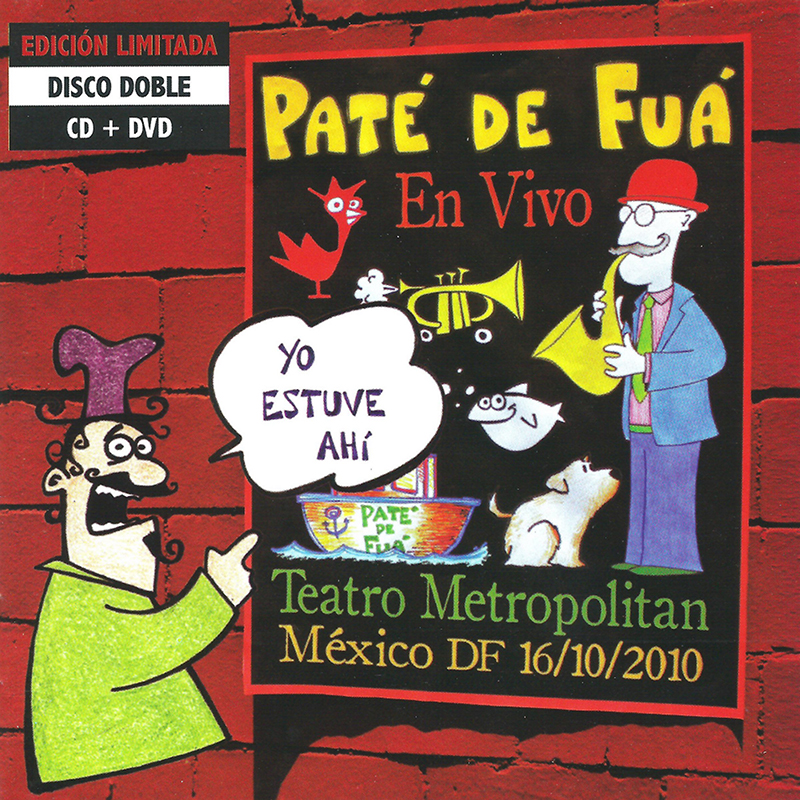 EDICIÓN LIMITADA
DISCO DOBLE
CD + DVD
PATÉ DE FUÁ
En Vivo
YO
ESTUVE
AHÍ
PATE
DE
FUÁ
Teatro Metropolitan
México DF 16/10/2010